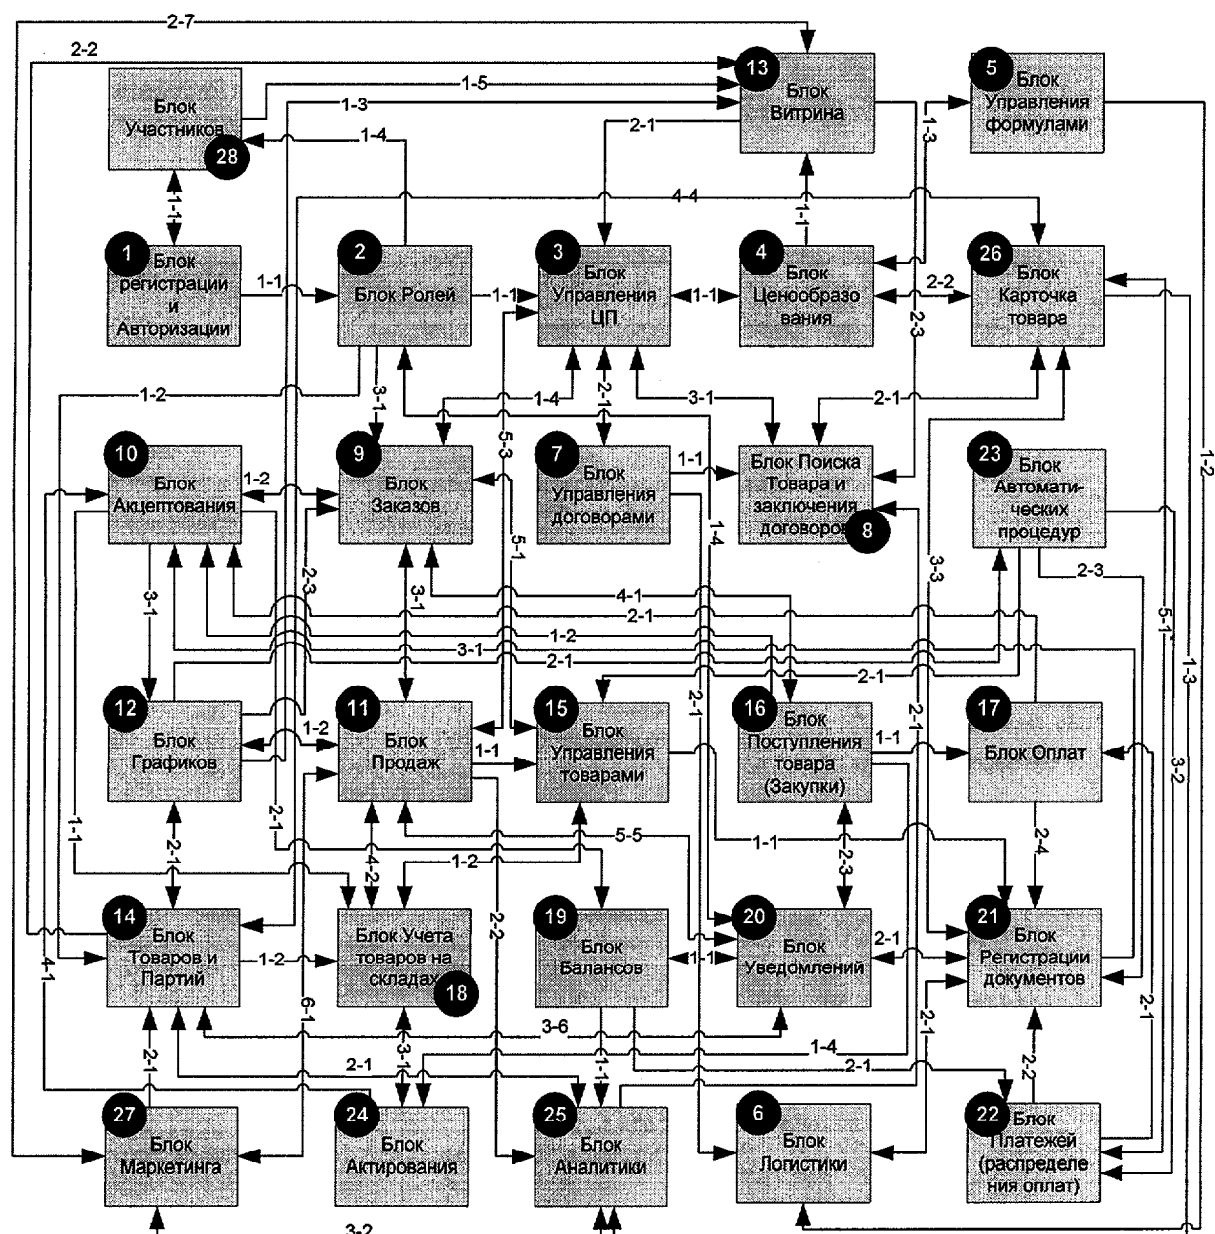 2-7
2-2
13
Блок
Витрина
5
Блок
Управления
формулами
Блок
Участников
28
1-5
1-3
1-4
2-1
1-3
1-1
1-1
4-4
1
Блок
регистрации
и
Авторизации
1-1
2
Блок Ролей
1-1
3
Блок
Управления
ЦП
1-1
4
Блок
Ценообразо
вания
2-2
26
Блок
Карточка
товара
2-3
1-2
3-1
1-4
2-1
3-1
2-1
5-3
1-2
10
Блок
Акцептования
1-2
9
Блок
Заказов
7
Блок
Управления
договорами
1-1
Блок Поиска
Товара и
заключения
договоров
8
23
Блок
Автомати-
ческих
процедур
1-4
5-1
3-3
2-3
3-1
2-3
3-1
4-1
2-1
1-2
3-1
2-1
2-1
5-1
1-3
12
Блок
Графиков
1-2
11
Блок
Продаж
1-1
15
Блок
Управления
товарами
2-1
16
Блок
Поступления
товара
(Закупки)
1-1
17
Блок Оплат
2-1
3-2
1-1
2-1
2-1
4-2
5-5
1-2
1-1
2-3
2-4
14
Блок
Товаров и
Партий
1-2
Блок Учета
товаров на
складах
18
2-2
19
Блок
Балансов
1-1
20
Блок
Уведомлений
2-1
21
Блок
Регистрации
документов
4-1
6-1
3-6
2-1
2-1
2-1
3-1
2-1
1-1
1-4
2-1
2-2
27
Блок
Маркетинга
24
Блок
Актирования
25
Блок
Аналитики
6
Блок
Логистики
22
Блок
Платежей
(распределе
ния оплат)
3-2